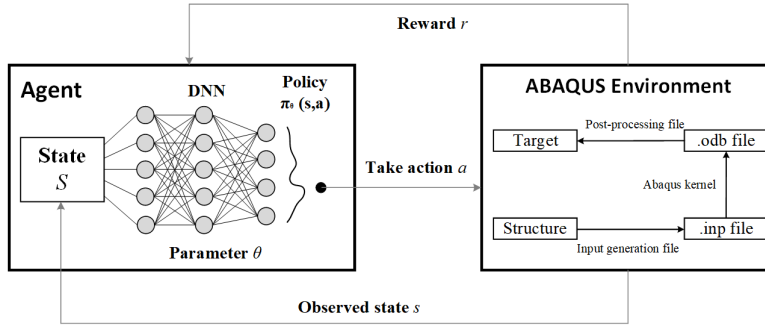 Reward r
Agent
DNN
Policy
πθ (s,a)
State
S
Parameter θ
Take action a
ABAQUS Environment
Post-processing file
Target
.odb file
Abaqus kernel
Structure
.inp file
Input generation file
Observed state s